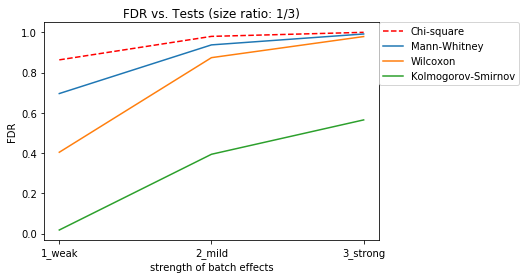 FDR vs. Tests (size ratio: 1/3)
Chi-square
Mann-Whitney
Wilcoxon
Kolmogorov-Smirnov
FDR
1.0
0.8
0.6
0.4
0.2
0.0
1_weak
2_mild
3_strong
strength of batch effects